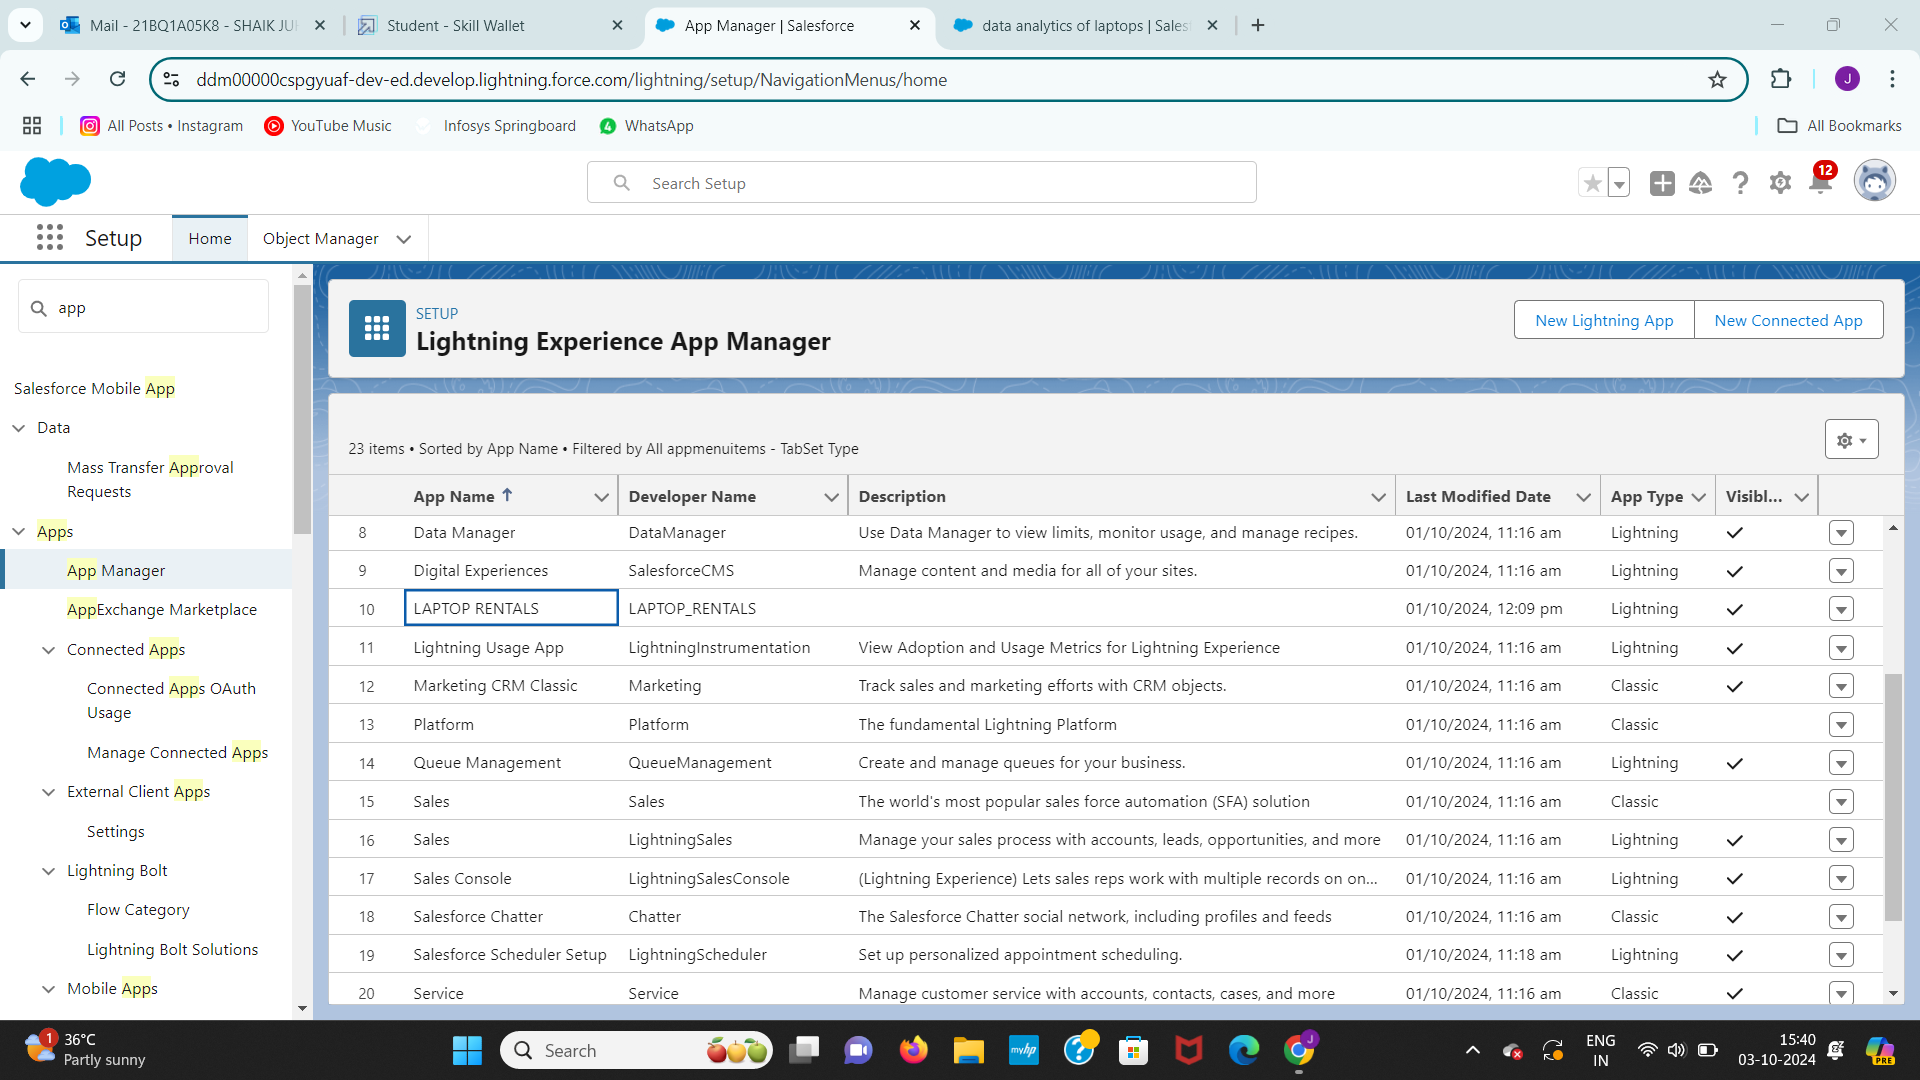 Mail - 21BQ1A05K8 - SHAIK JU
Student - Skill Wallet
App Manager | Salesforce
data analytics of laptops | Sales
ddm00000cspgyuaf-dev-ed.develop.lightning.force.com/lightning/setup/NavigationMenus/home
J
All Posts • Instagram
YouTube Music
Infosys Springboard
WhatsApp
All Bookmarks
Search Setup
12
Setup
Home
Object Manager
app
SETUP
Lightning Experience App Manager
New Lightning App
New Connected App
Salesforce Mobile App
Data
Mass Transfer Approval
Requests
Apps
App Manager
AppExchange Marketplace
Connected Apps
Connected Apps OAuth
Usage
Manage Connected Apps
External Client Apps
Settings
Lightning Bolt
Flow Category
Lightning Bolt Solutions
Mobile Apps
23 items • Sorted by App Name • Filtered by All appmenuitems - TabSet Type
App Name Developer Name Description Last Modified Date App Type Visibl...
8 Data Manager DataManager Use Data Manager to view limits, monitor usage, and manage recipes. 01/10/2024, 11:16 am Lightning
9 Digital Experiences SalesforceCMS Manage content and media for all of your sites. 01/10/2024, 11:16 am Lightning
10 LAPTOP RENTALS LAPTOP_RENTALS 01/10/2024, 12:09 pm Lightning
11 Lightning Usage App LightningInstrumentation View Adoption and Usage Metrics for Lightning Experience 01/10/2024, 11:16 am Lightning
12 Marketing CRM Classic Marketing Track sales and marketing efforts with CRM objects. 01/10/2024, 11:16 am Classic
13 Platform Platform The fundamental Lightning Platform 01/10/2024, 11:16 am Classic
14 Queue Management QueueManagement Create and manage queues for your business. 01/10/2024, 11:16 am Lightning
15 Sales Sales The world's most popular sales force automation (SFA) solution 01/10/2024, 11:16 am Classic
16 Sales LightningSales Manage your sales process with accounts, leads, opportunities, and more 01/10/2024, 11:16 am Lightning
17 Sales Console LightningSalesConsole (Lightning Experience) Lets sales reps work with multiple records on on... 01/10/2024, 11:16 am Lightning
18 Salesforce Chatter Chatter The Salesforce Chatter social network, including profiles and feeds 01/10/2024, 11:16 am Classic
19 Salesforce Scheduler Setup LightningScheduler Set up personalized appointment scheduling. 01/10/2024, 11:18 am Lightning
20 Service Service Manage customer service with accounts, contacts, cases, and more 01/10/2024, 11:16 am Classic
1
36°C
Partly sunny
Search
myhp
J
ENG
IN
15:40
03-10-2024
PRE